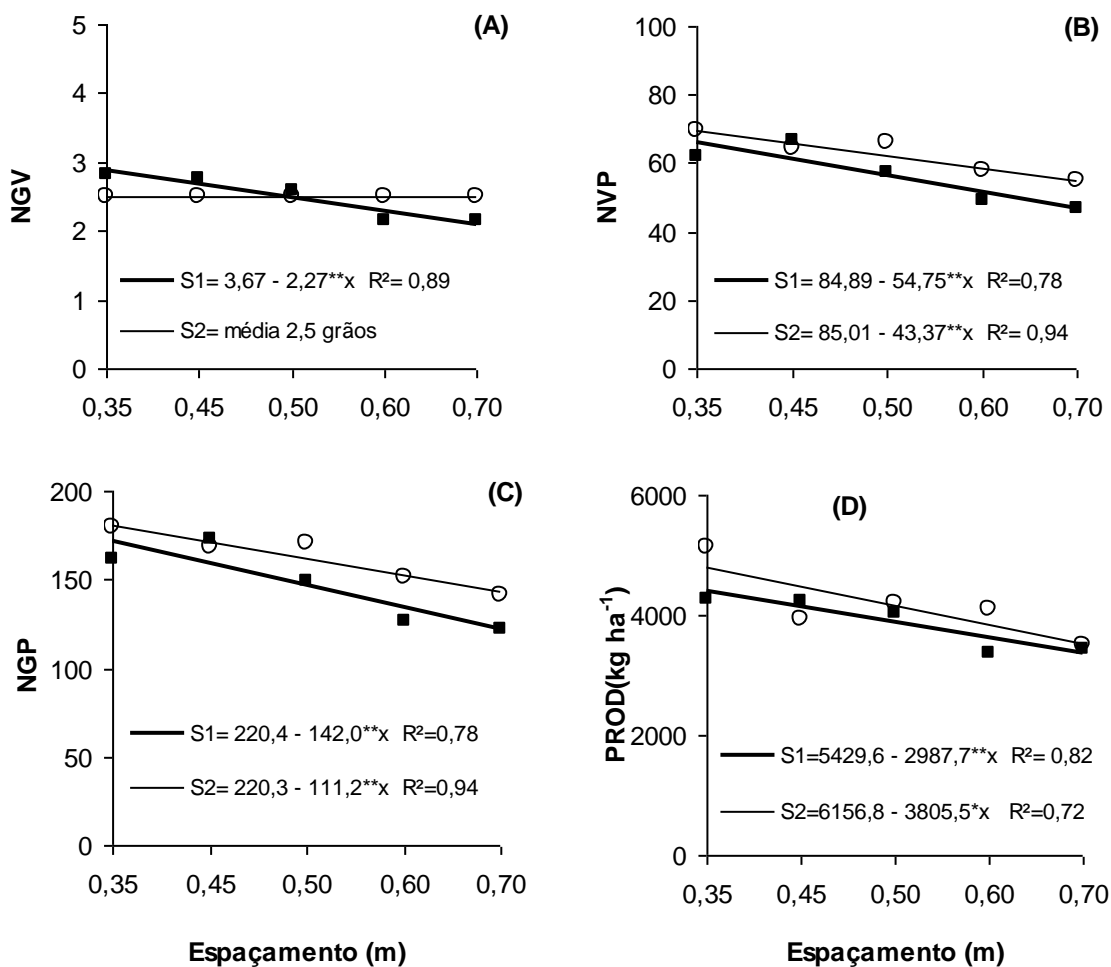 (A)
5
4
3
2
1
0
NGV
S1= 3,67 - 2,27**x R²= 0,89
S2= média 2,5 grãos
0,35 0,45 0,50 0,60 0,70
(B)
100
80
60
40
20
0
NVP
S1= 84,89 - 54,75**x R²=0,78
S2= 85,01 - 43,37**x R²= 0,94
0,35 0,45 0,50 0,60 0,70
(C)
200
150
100
50
0
NGP
S1= 220,4 - 142,0**x R²=0,78
S2= 220,3 - 111,2**x R²=0,94
0,35 0,45 0,50 0,60 0,70
Espaçamento (m)
(D)
6000
4000
2000
0
PROD(kg ha⁻¹)
S1=5429,6 - 2987,7**x R²= 0,82
S2=6156,8 - 3805,5*x R²=0,72
0,35 0,45 0,50 0,60 0,70
Espaçamento (m)